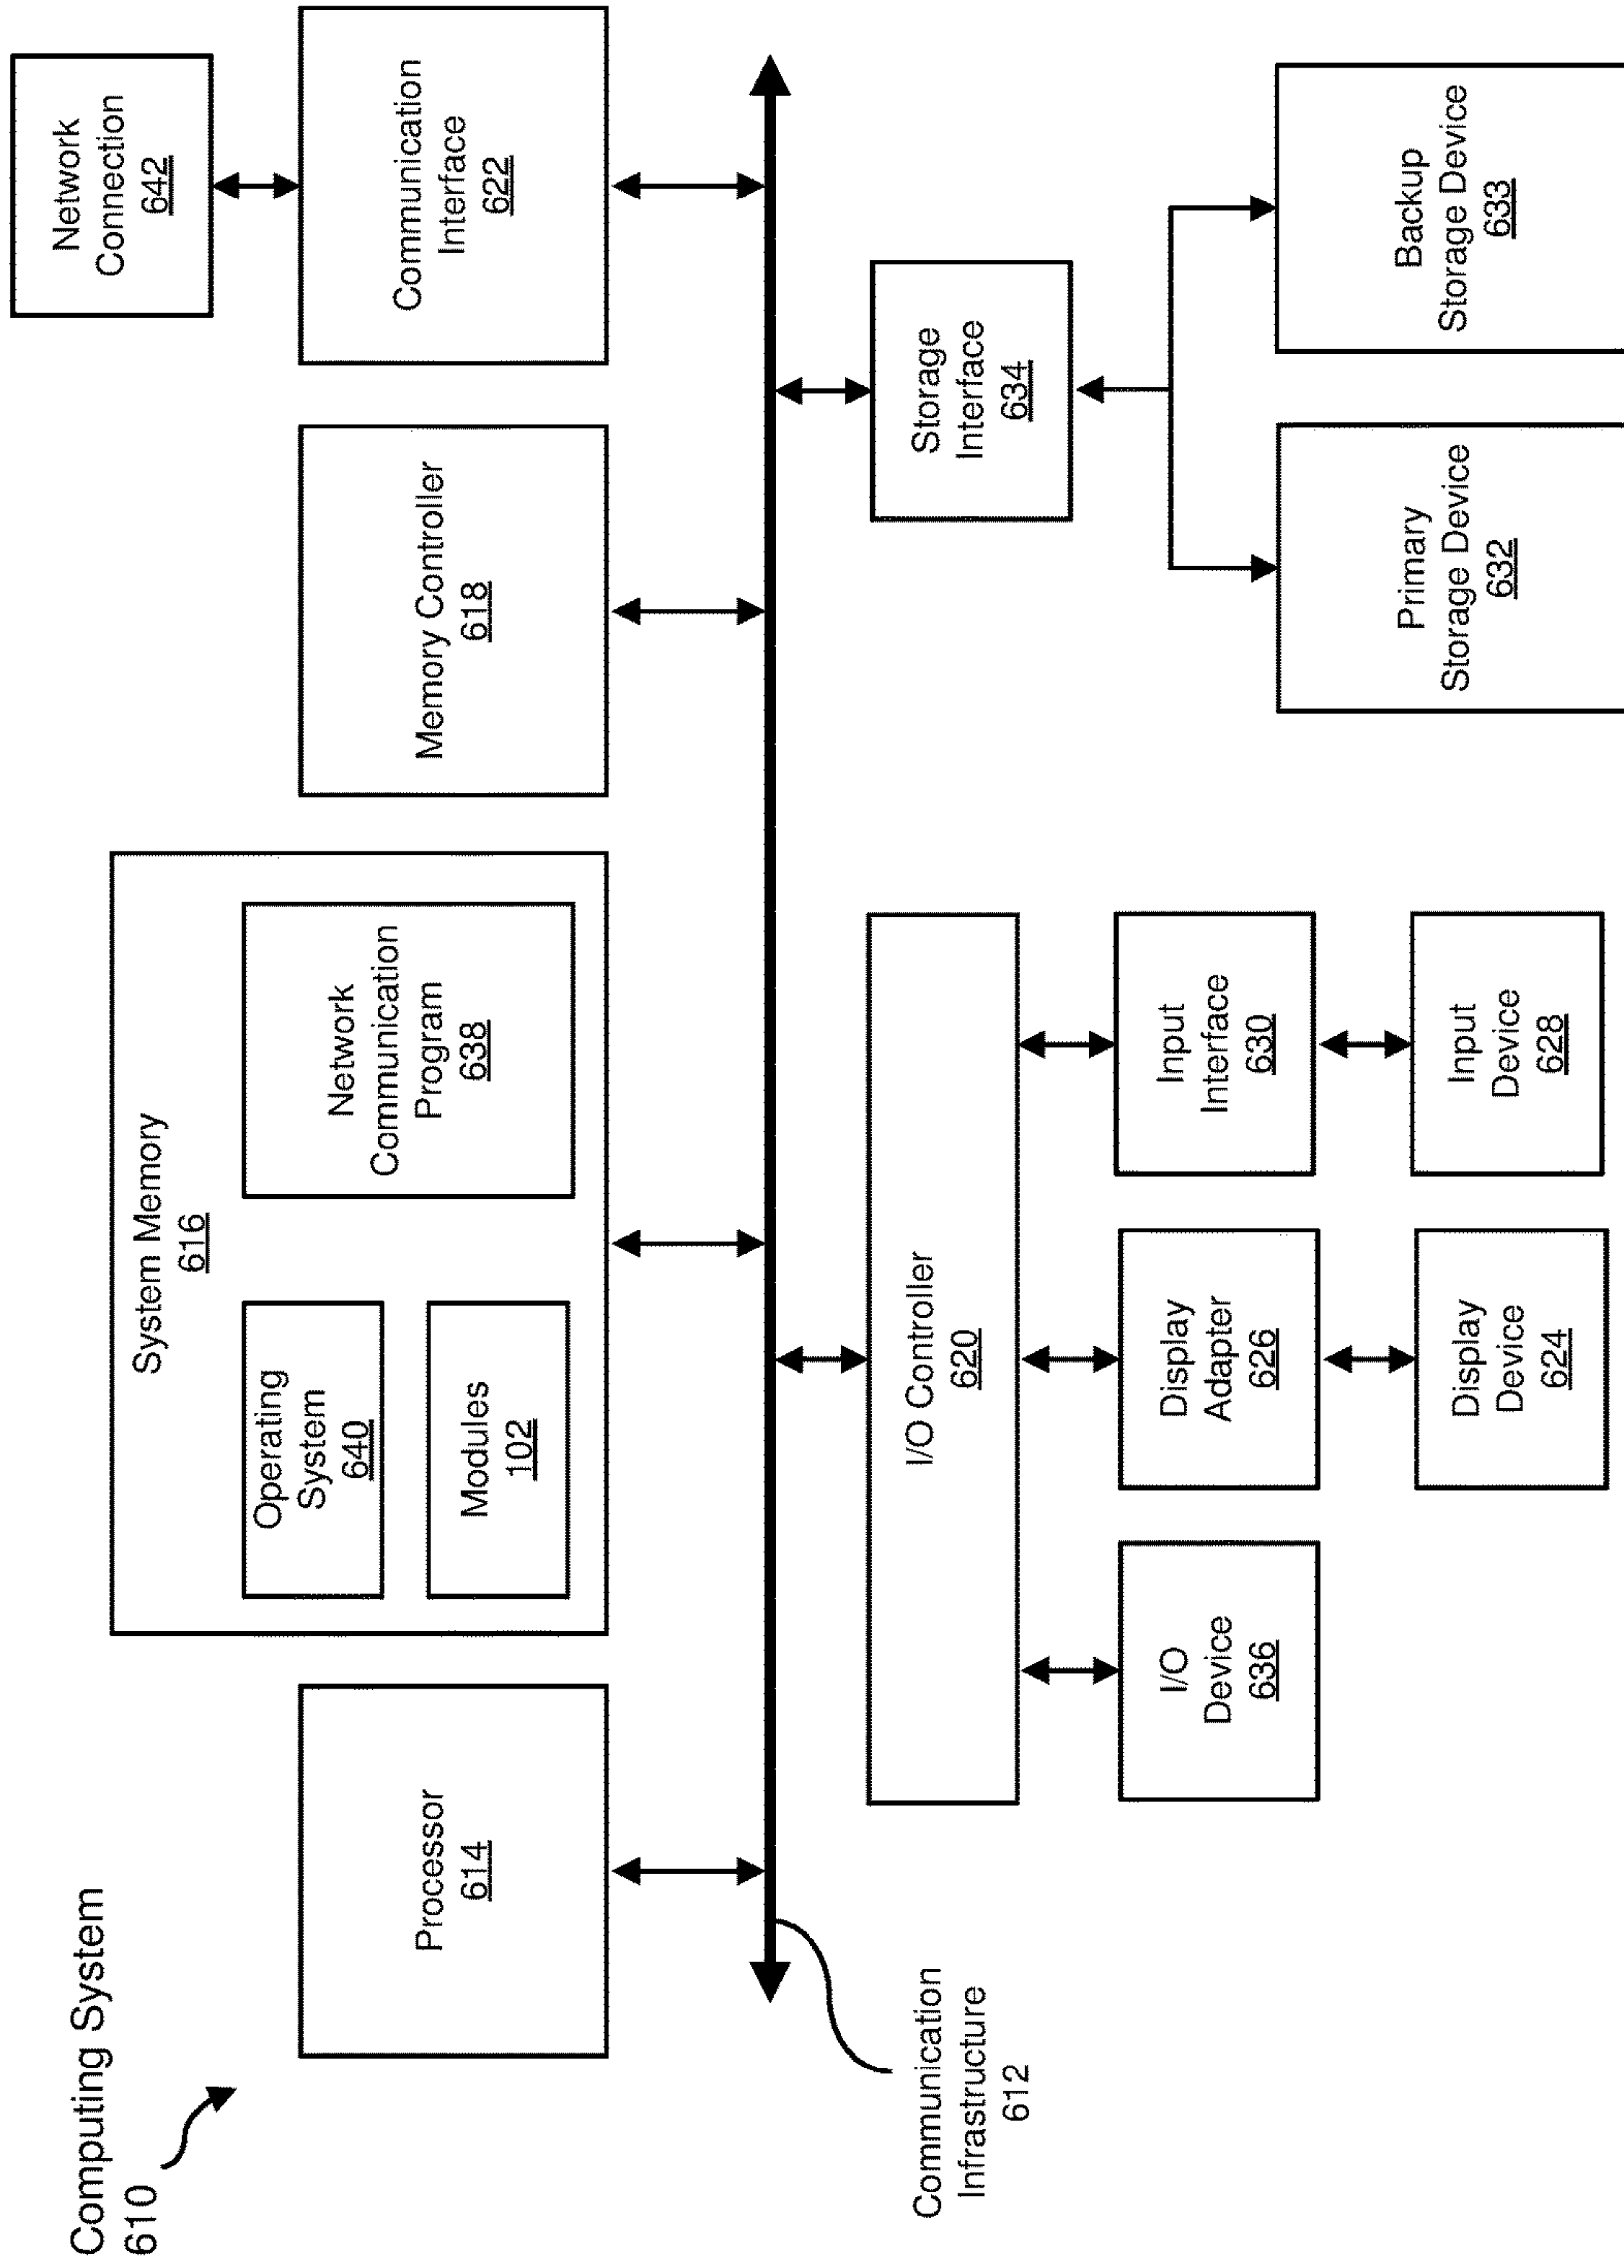 Computing System
610
Processor
614
System Memory
616
Operating
System
640
Modules
102
Network
Communication
Program
638
Memory Controller
618
Communication
Interface
622
Network
Connection
642
Communication
Infrastructure
612
I/O Controller
620
I/O
Device
636
Display
Adapter
626
Input
Interface
630
Display
Device
624
Input
Device
628
Storage
Interface
634
Primary
Storage Device
632
Backup
Storage Device
633